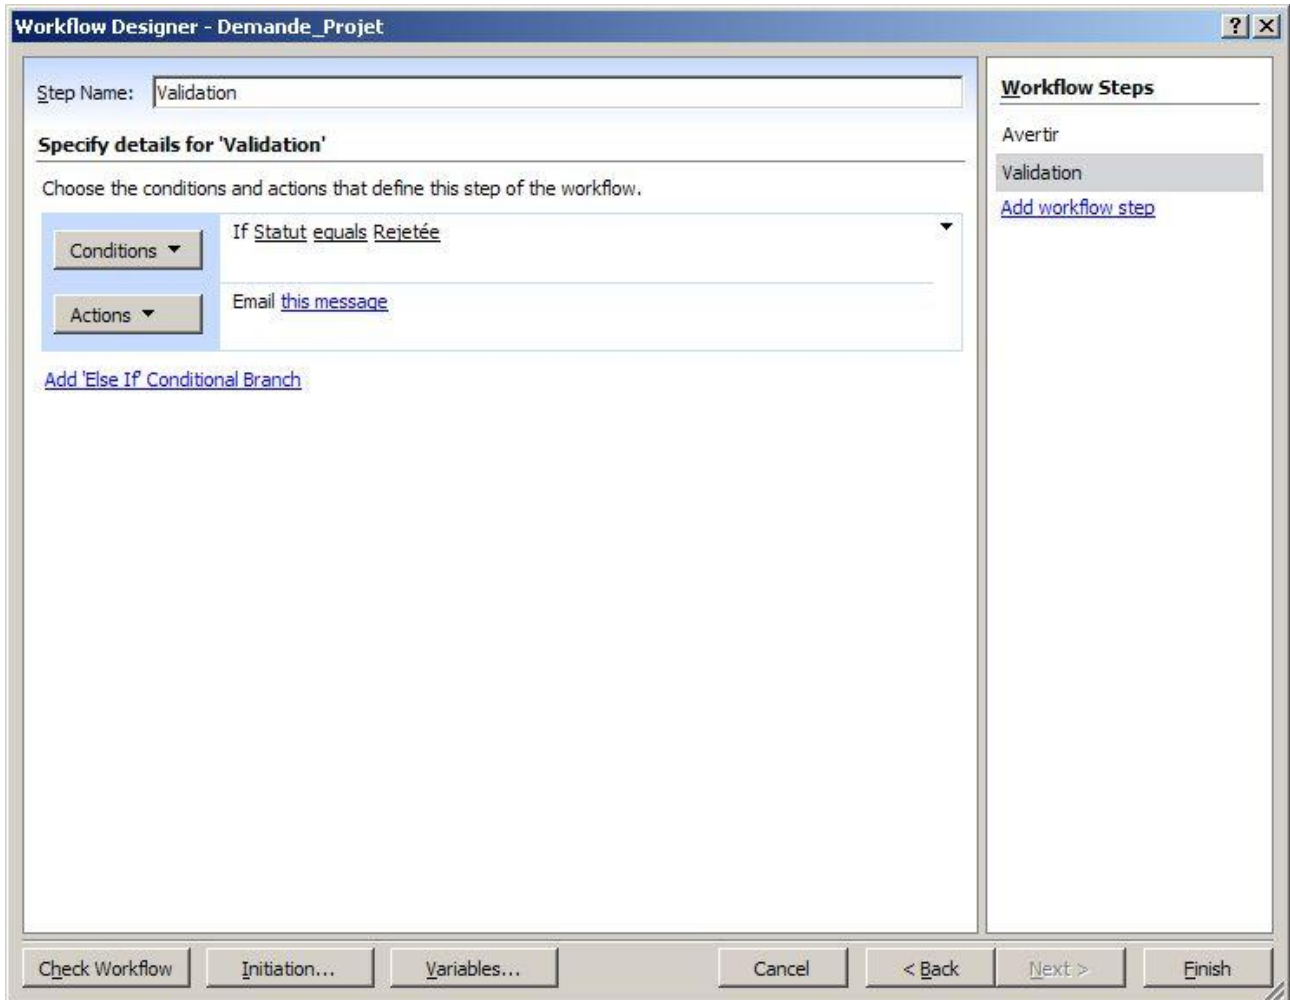 Workflow Designer - Demande_Projet
Step Name: Validation
Specify details for 'Validation'
Choose the conditions and actions that define this step of the workflow.
Conditions
If Statut equals Rejetée
Actions
Email this message
Add 'Else If' Conditional Branch
Workflow Steps
Avertir
Validation
Add workflow step
Check Workflow
Initiation...
Variables...
Cancel
< Back
Next >
Finish